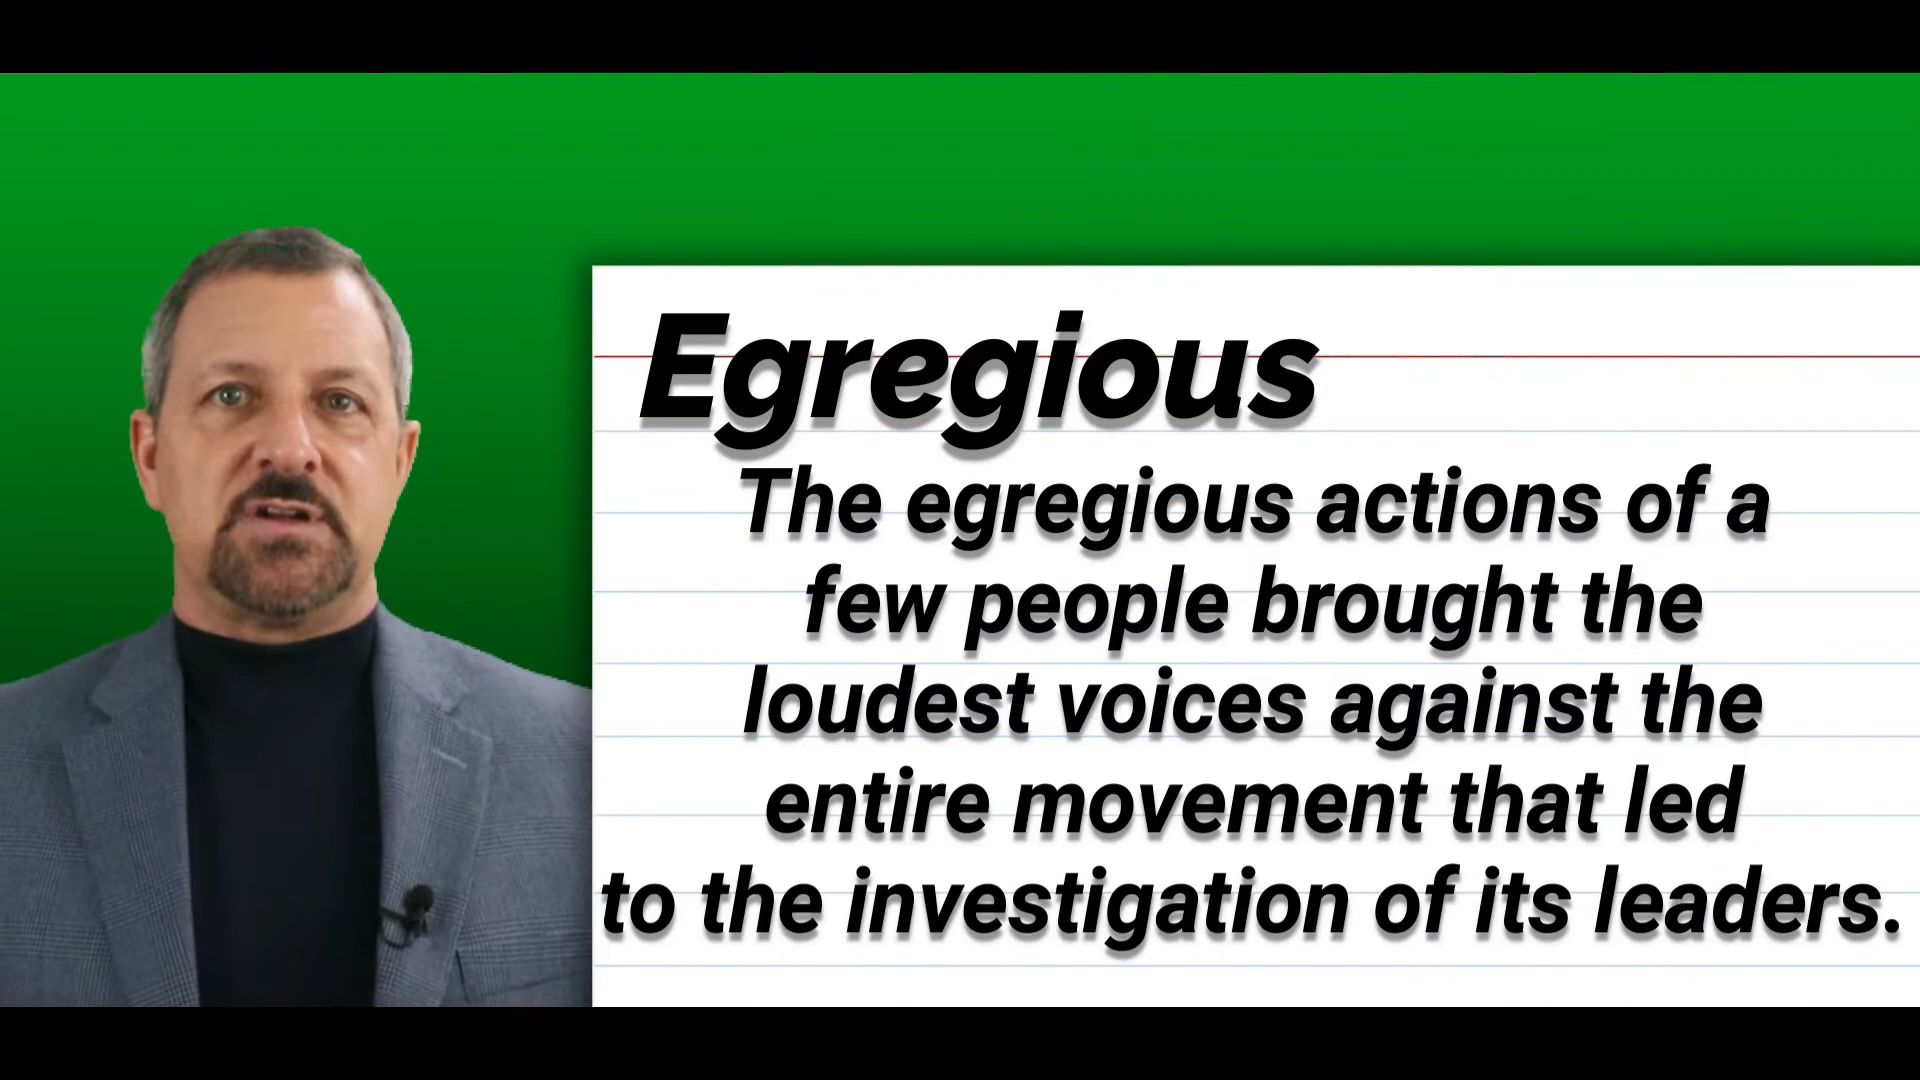 Egregious
The egregious actions of a
few people brought the
loudest voices against the
entire movement that led
to the investigation of its leaders.